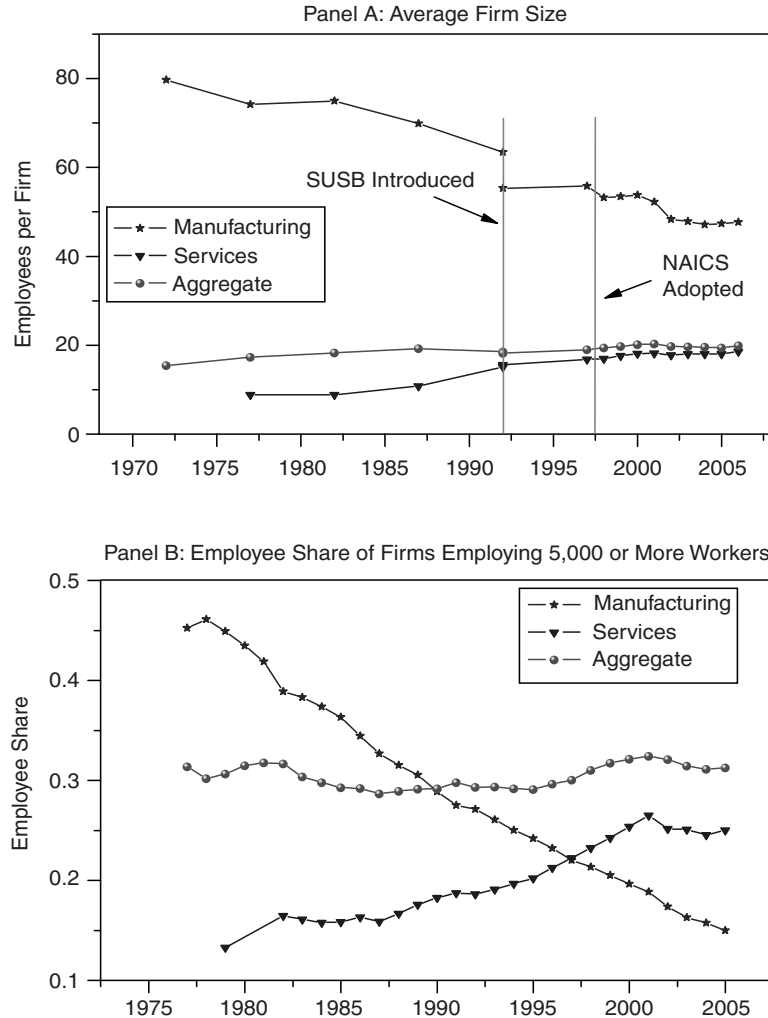 Panel A: Average Firm Size
Employees per Firm
80
60
40
20
0
SUSB Introduced
NAICS
Adopted
Manufacturing
Services
Aggregate
1970 1975 1980 1985 1990 1995 2000 2005
Panel B: Employee Share of Firms Employing 5,000 or More Workers
Employee Share
0.5
0.4
0.3
0.2
0.1
Manufacturing
Services
Aggregate
1975 1980 1985 1990 1995 2000 2005